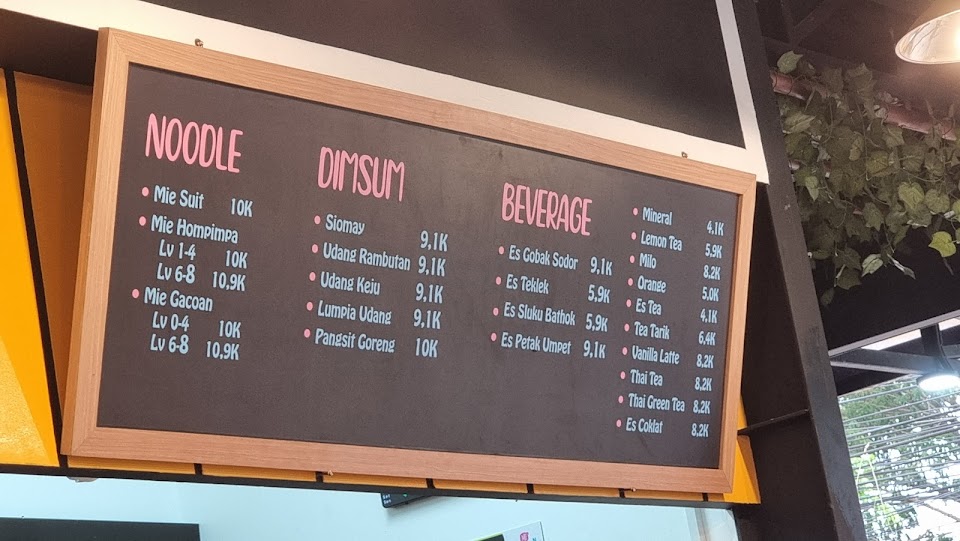 NOODLE
Mie Suit 10K
Mie Hompimpa
Lv 1-4 10K
Lv 6-8 10,9K
Mie Gacoan
Lv 0-4 10K
Lv 6-8 10,9K
DIMSUM
Siomay 9,1K
Udang Rambutan 9,1K
Udang Keju 9,1K
Lumpia Udang 9,1K
Pangsit Goreng 10K
BEVERAGE
Es Gobak Sodor 9,1K
Es Teklek 5,9K
Es Sluku Bathok 5,9K
Es Petak Umpet 9,1K
Mineral 4,1K
Lemon Tea 5,9K
Milo 8,2K
Orange 5,0K
Es Tea 4,1K
Tea Tarik 6,4K
Vanilla Latte 8,2K
Thai Tea 8,2K
Thai Green Tea 8,2K
Es Coklat 8,2K